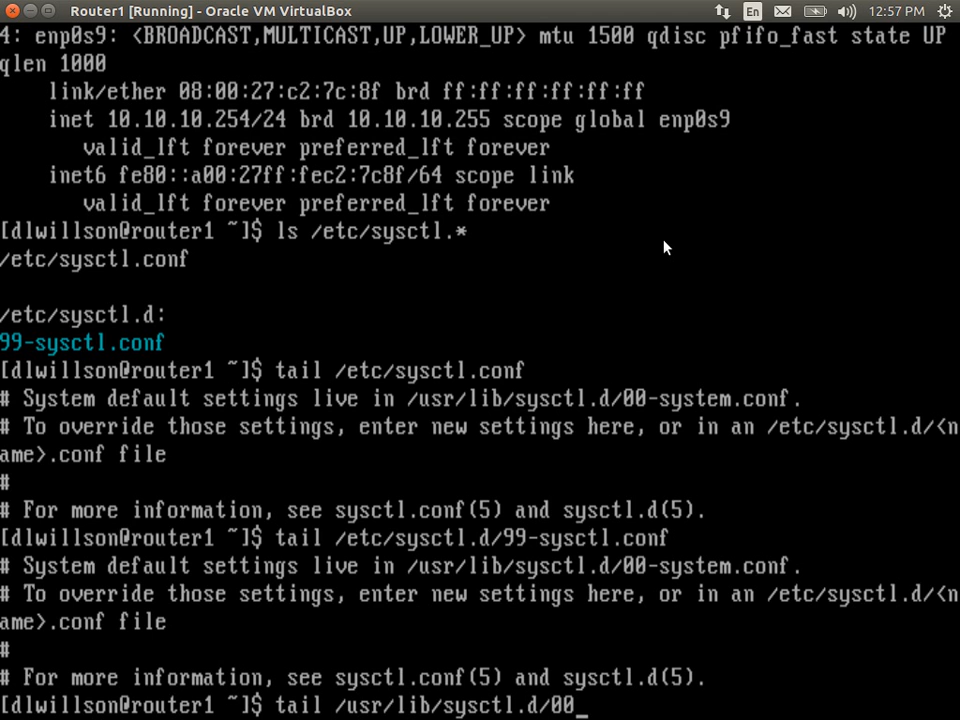 Router1 [Running] - Oracle VM VirtualBox
En
12:57 PM
4: enp0s9: <BROADCAST,MULTICAST,UP,LOWER_UP> mtu 1500 qdisc pfifo_fast state UP
qlen 1000
link/ether 08:00:27:c2:7c:8f brd ff:ff:ff:ff:ff:ff
inet 10.10.10.254/24 brd 10.10.10.255 scope global enp0s9
valid_lft forever preferred_lft forever
inet6 fe80::a00:27ff:fec2:7c8f/64 scope link
valid_lft forever preferred_lft forever
[dlwillson@router1 ~]$ ls /etc/sysctl.*
/etc/sysctl.conf
/etc/sysctl.d:
99-sysctl.conf
[dlwillson@router1 ~]$ tail /etc/sysctl.conf
# System default settings live in /usr/lib/sysctl.d/00-system.conf.
# To override those settings, enter new settings here, or in an /etc/sysctl.d/<n
ame>.conf file
#
# For more information, see sysctl.conf(5) and sysctl.d(5).
[dlwillson@router1 ~]$ tail /etc/sysctl.d/99-sysctl.conf
# System default settings live in /usr/lib/sysctl.d/00-system.conf.
# To override those settings, enter new settings here, or in an /etc/sysctl.d/<n
ame>.conf file
#
# For more information, see sysctl.conf(5) and sysctl.d(5).
[dlwillson@router1 ~]$ tail /usr/lib/sysctl.d/00_